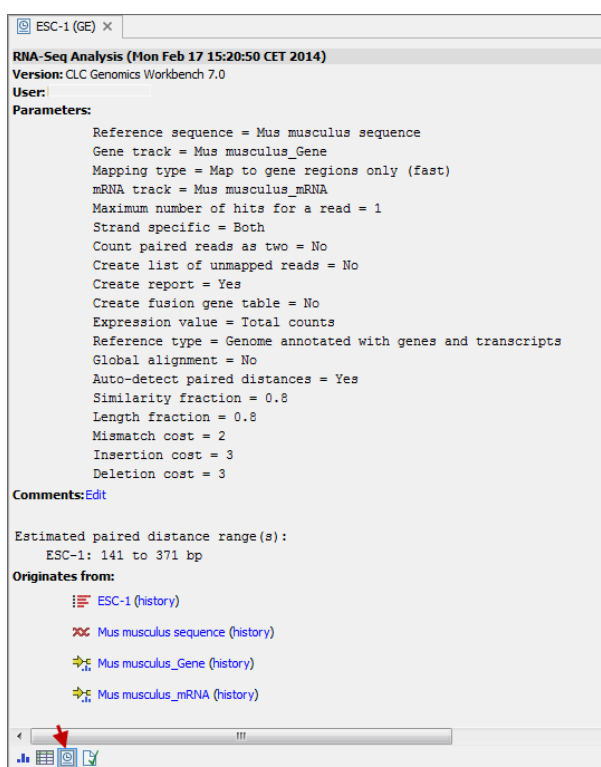 ESC-1 (GE)
RNA-Seq Analysis (Mon Feb 17 15:20:50 CET 2014)
Version: CLC Genomics Workbench 7.0
User:
Parameters:
Reference sequence = Mus musculus sequence
Gene track = Mus musculus_Gene
Mapping type = Map to gene regions only (fast)
mRNA track = Mus musculus_mRNA
Maximum number of hits for a read = 1
Strand specific = Both
Count paired reads as two = No
Create list of unmapped reads = No
Create report = Yes
Create fusion gene table = No
Expression value = Total counts
Reference type = Genome annotated with genes and transcripts
Global alignment = No
Auto-detect paired distances = Yes
Similarity fraction = 0.8
Length fraction = 0.8
Mismatch cost = 2
Insertion cost = 3
Deletion cost = 3
Comments: Edit
Estimated paired distance range(s):
ESC-1: 141 to 371 bp
Originates from:
ESC-1 (history)
Mus musculus sequence (history)
Mus musculus_Gene (history)
Mus musculus_mRNA (history)